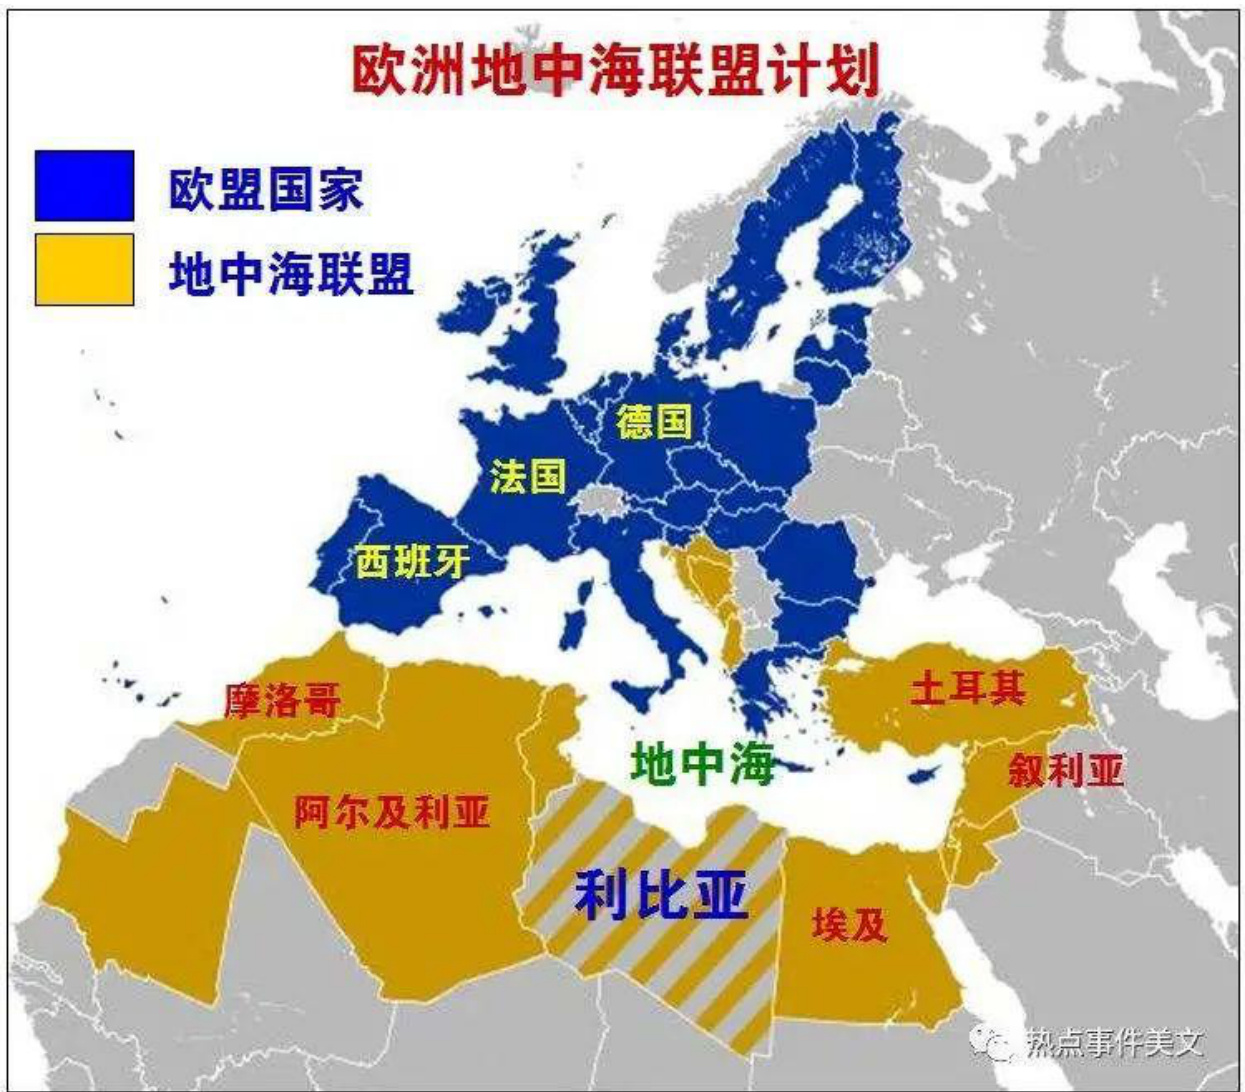 欧洲地中海联盟计划
欧盟国家
地中海联盟
德国
法国
西班牙
摩洛哥
土耳其
地中海
叙利亚
阿尔及利亚
利比亚
埃及
热点事件美文